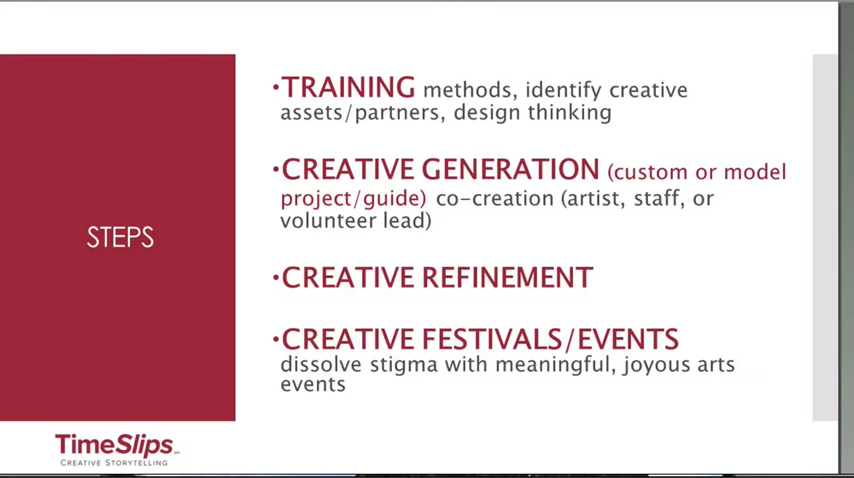 STEPS
•TRAINING methods, identify creative
assets/partners, design thinking
•CREATIVE GENERATION (custom or model
project/guide) co-creation (artist, staff, or
volunteer lead)
•CREATIVE REFINEMENT
•CREATIVE FESTIVALS/EVENTS
dissolve stigma with meaningful, joyous arts
events
TimeSlips
CREATIVE STORYTELLING